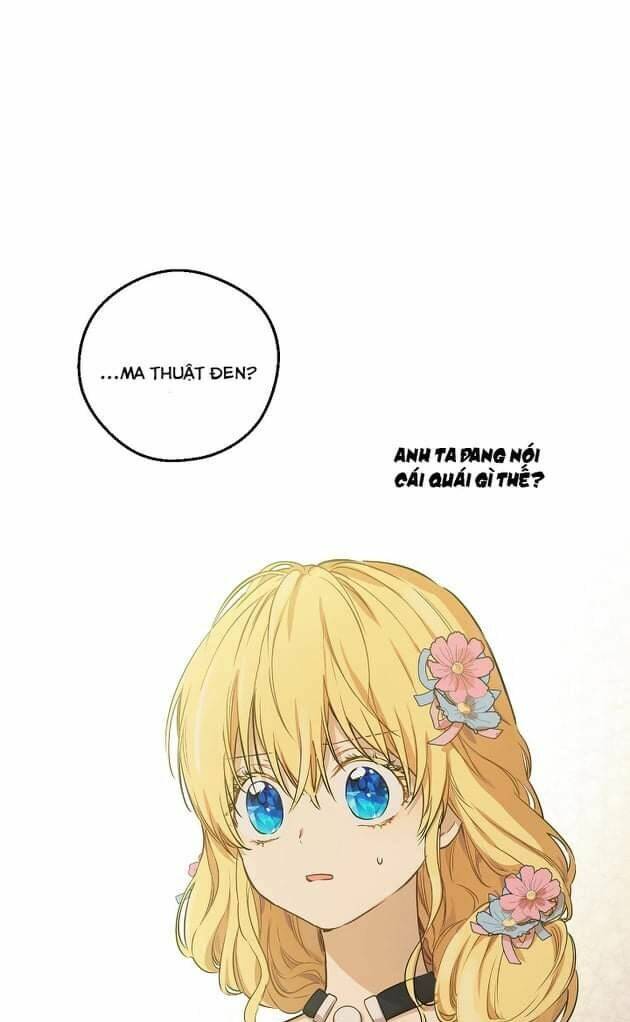 ...MA THUẬT ĐEN?
ANH TA ĐANG NÓI
CÁI QUÁI GÌ THẾ?